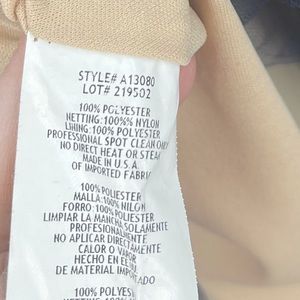 STYLE# A13080
LOT# 219502
100% POLYESTER
NETTING:100%% NYLON
LINING: 100% POLYESTER
PROFESSIONAL SPOT CLEAN ONLY
NO DIRECT HEAT OR STEAM
MADE IN U.S.A.
OF IMPORTED FABRIC
100% POLIESTER
MALLA:100% NILON
FORRO: 100% POLIESTER
LIMPIAR LA MANCHA SOLAMENTE
PROFESIONALMENTE
NO APLICAR DIRECTAMENTE
CALOR O VAPOR
HECHO EN EE.UU.
DE MATERIAL IMPORTADO
100% POLYES